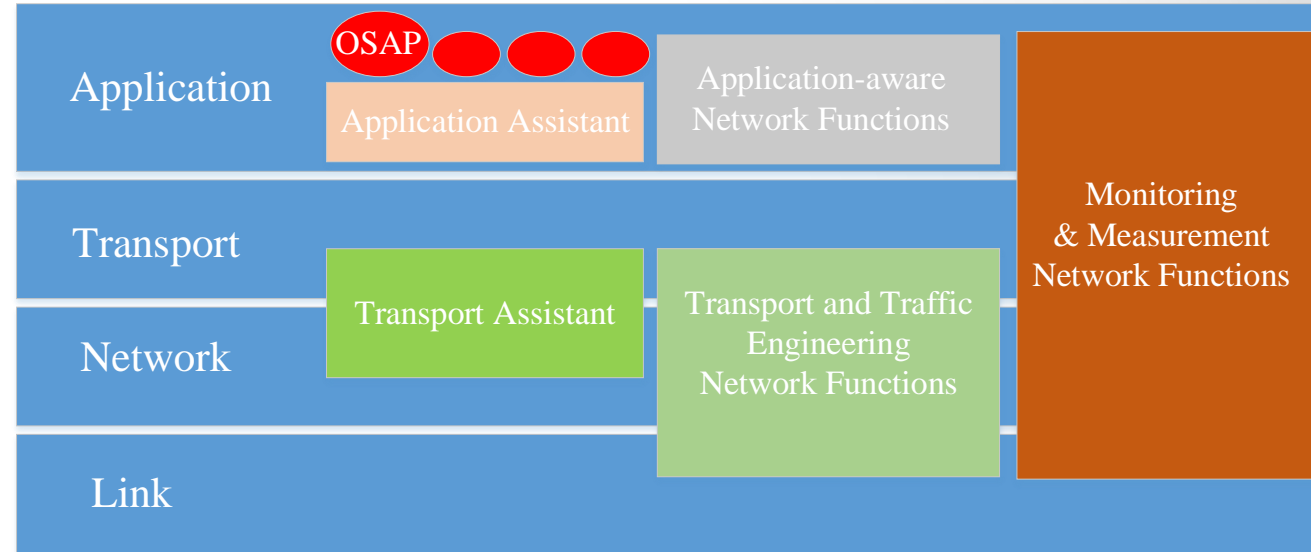 Application
OSAP
Application Assistant
Application-aware
Network Functions
Monitoring
& Measurement
Network Functions
Transport
Transport Assistant
Transport and Traffic
Engineering
Network Functions
Network
Link